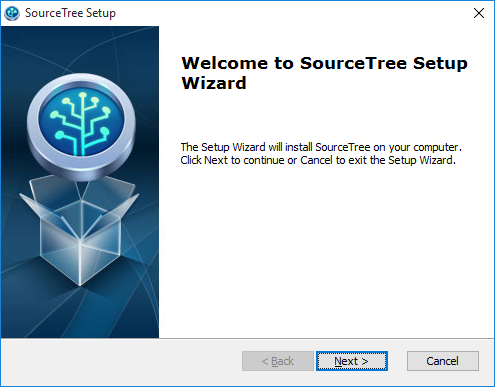 SourceTree Setup
Welcome to SourceTree Setup
Wizard
The Setup Wizard will install SourceTree on your computer.
Click Next to continue or Cancel to exit the Setup Wizard.
< Back
Next >
Cancel